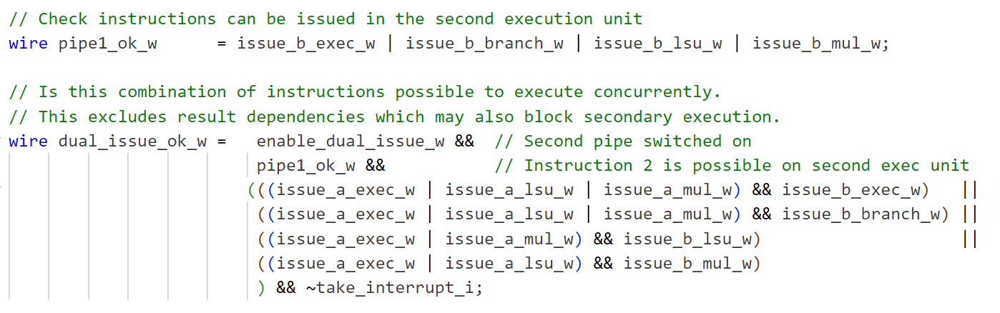 // Check instructions can be issued in the second execution unit
wire pipe1_ok_w      = issue_b_exec_w | issue_b_branch_w | issue_b_lsu_w | issue_b_mul_w;
// Is this combination of instructions possible to execute concurrently.
// This excludes result dependencies which may also block secondary execution.
wire dual_issue_ok_w =   enable_dual_issue_w &&  // Second pipe switched on
                         pipe1_ok_w &&           // Instruction 2 is possible on second exec unit
                        (((issue_a_exec_w | issue_a_lsu_w | issue_a_mul_w) && issue_b_exec_w)   ||
                         ((issue_a_exec_w | issue_a_lsu_w | issue_a_mul_w) && issue_b_branch_w) ||
                         ((issue_a_exec_w | issue_a_mul_w) && issue_b_lsu_w)                    ||
                         ((issue_a_exec_w | issue_a_lsu_w) && issue_b_mul_w)
                         ) && ~take_interrupt_i;